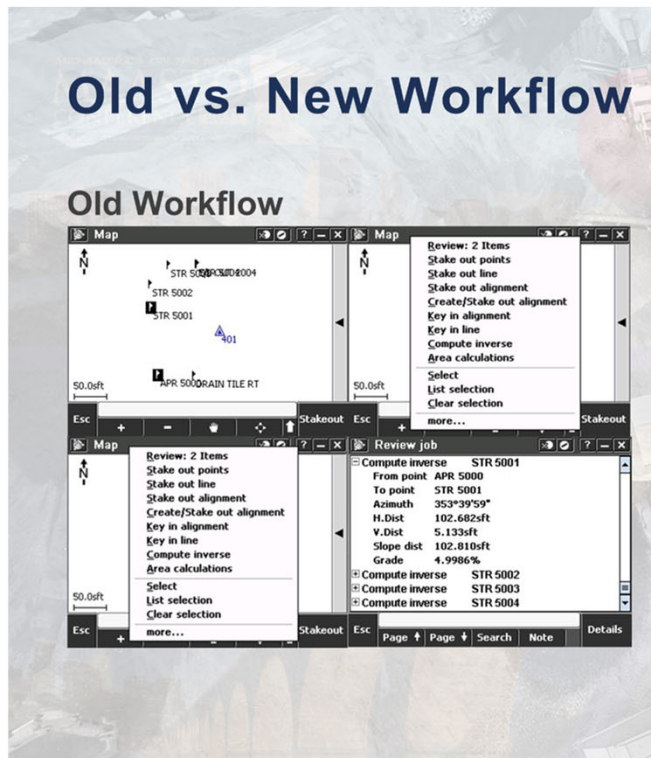 Old vs. New Workflow
Old Workflow
Map
? – ×
N
STR 5002
STR 5001
401
APR 5000
DRAIN TILE RT
50.0sft
Esc
+ –
Stakeout
Map
? – ×
N
Review: 2 Items
Stake out points
Stake out line
Stake out alignment
Create/Stake out alignment
Key in alignment
Key in line
Compute inverse
Area calculations
Select
List selection
Clear selection
more...
50.0sft
Esc
+
Stakeout
Map
? – ×
N
Review: 2 Items
Stake out points
Stake out line
Stake out alignment
Create/Stake out alignment
Key in alignment
Key in line
Compute inverse
Area calculations
Select
List selection
Clear selection
more...
50.0sft
Esc
+
Stakeout
Review job
? – ×
Compute inverse STR 5001
From point APR 5000
To point STR 5001
Azimuth 353°39'59"
H.Dist 102.682sft
V.Dist 5.133sft
Slope dist 102.810sft
Grade 4.9986%
Compute inverse STR 5002
Compute inverse STR 5003
Compute inverse STR 5004
Esc
Page ↑ Page ↓ Search Note
Details